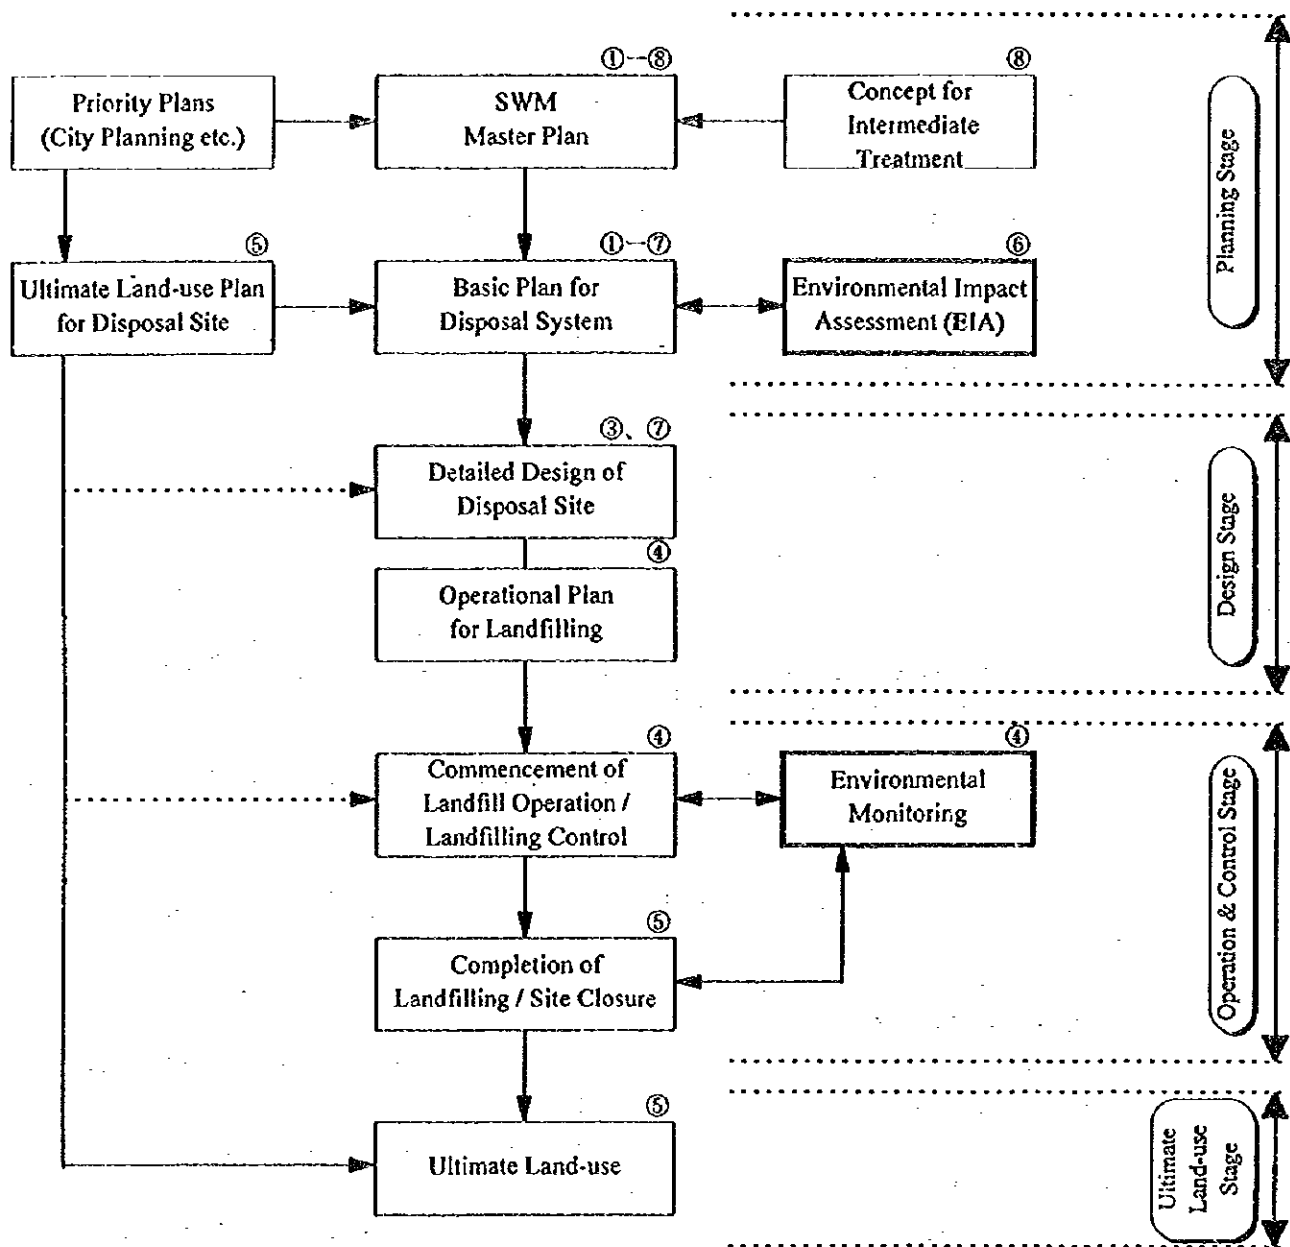 ①--⑧
⑧
Priority Plans
(City Planning etc.)
SWM
Master Plan
Concept for
Intermediate
Treatment
⑤
①--⑦
⑥
Ultimate Land-use Plan
for Disposal Site
Basic Plan for
Disposal System
Environmental Impact
Assessment (EIA)
Planning Stage
③、⑦
Detailed Design of
Disposal Site
④
Operational Plan
for Landfilling
Design Stage
④
④
Commencement of
Landfill Operation /
Landfilling Control
Environmental
Monitoring
⑤
Completion of
Landfilling / Site Closure
Operation & Control Stage
⑤
Ultimate Land-use
Ultimate
Land-use
Stage